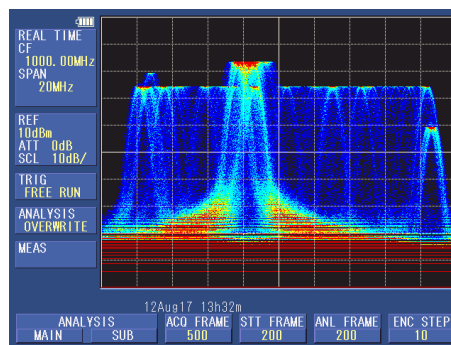 REAL TIME
CF
1000.00MHz
SPAN
20MHz
REF
10dBm
ATT 0dB
SCL 10dB/
TRIG
FREE RUN
ANALYSIS
OVERWRITE
MEAS
12Aug17 13h32m
ANALYSIS
MAIN SUB
ACQ FRAME
500
STT FRAME
200
ANL FRAME
200
ENC STEP
10